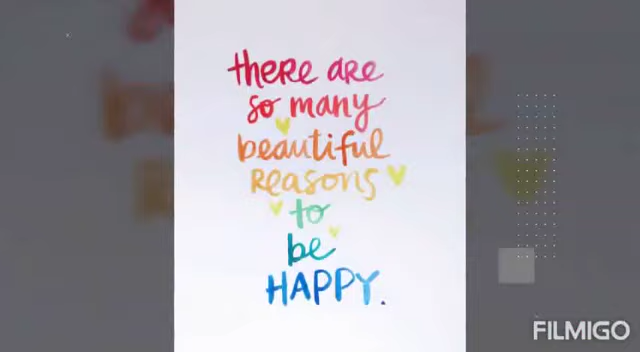 there are
so many
beautiful
reasons
to
be
HAPPY.
FILMIGO